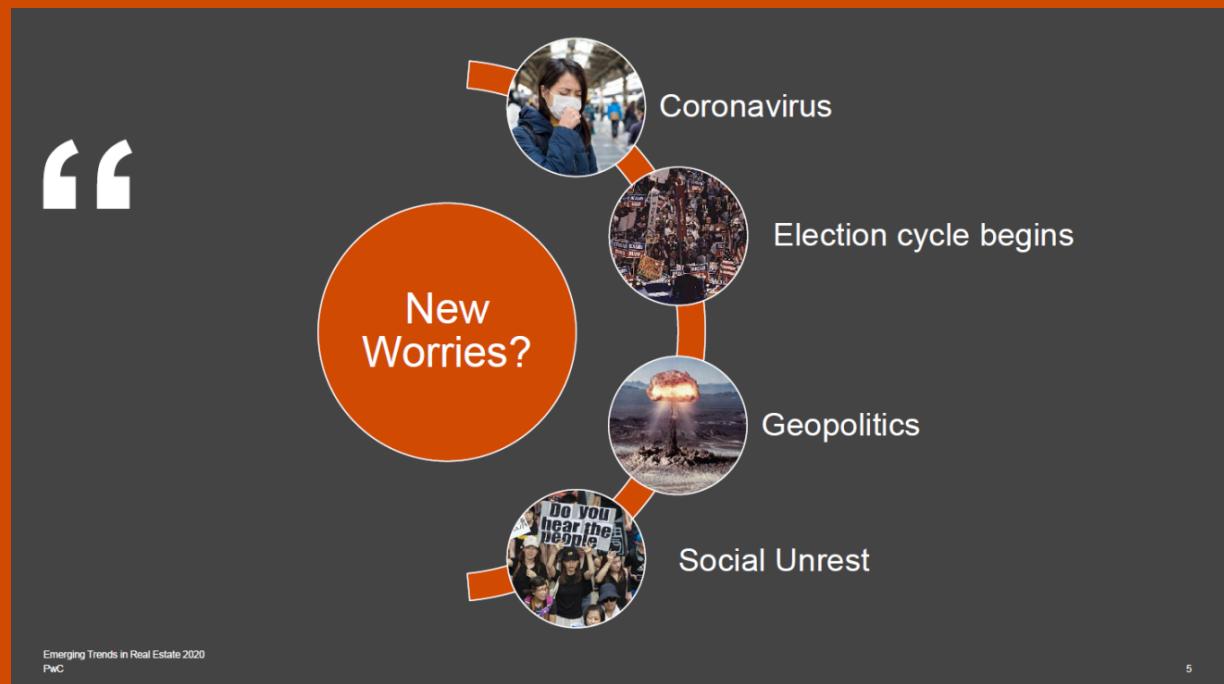 “
New
Worries?
Coronavirus
Election cycle begins
Geopolitics
Do you
hear the
people
Social Unrest
Emerging Trends in Real Estate 2020
PwC
5